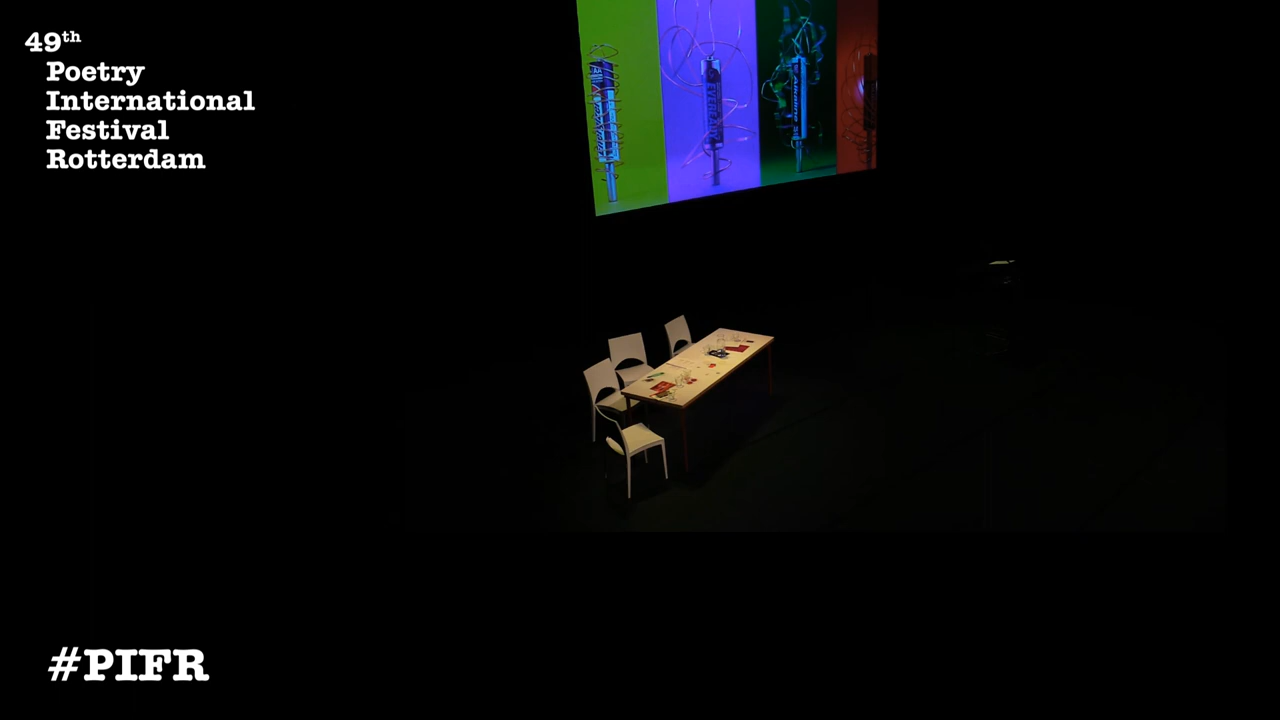 49th
Poetry
International
Festival
Rotterdam
#PIFR